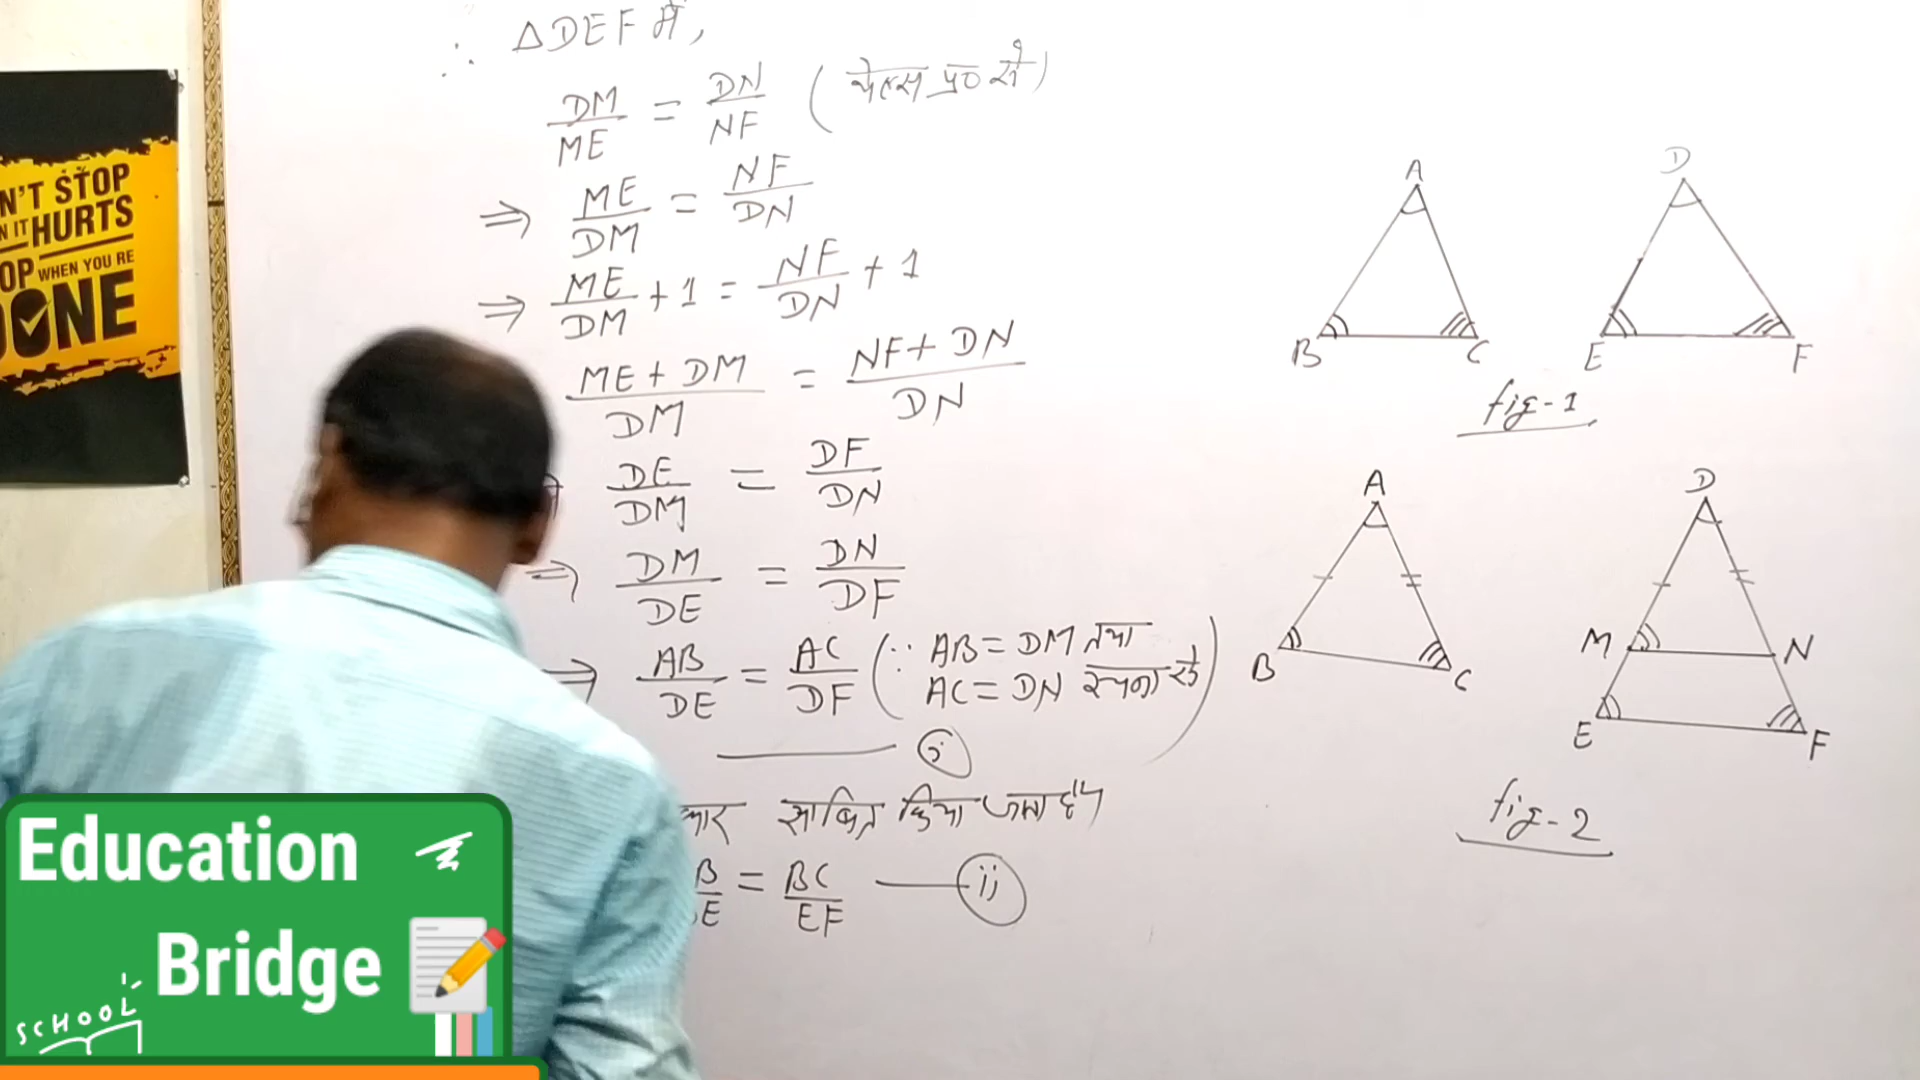 ∴ ΔDEF में,
DM/ME = DN/NF (थेल्स प्र० से)
⇒ ME/DM = NF/DN
⇒ ME/DM + 1 = NF/DN + 1
ME + DM/DM = NF + DN/DN
DE/DM = DF/DN
⇒ DM/DE = DN/DF
⇒ AB/DE = AC/DF (∵ AB = DM तथा
AC = DN रचना से)
i
साबित किया जाता है
B/E = BC/EF ii
A D
B C E F
fig-1
A D
M N
B C
E F
fig-2
N'T STOP
N IT HURTS
OP WHEN YOU'RE
DONE
Education
Bridge
SCHOOL